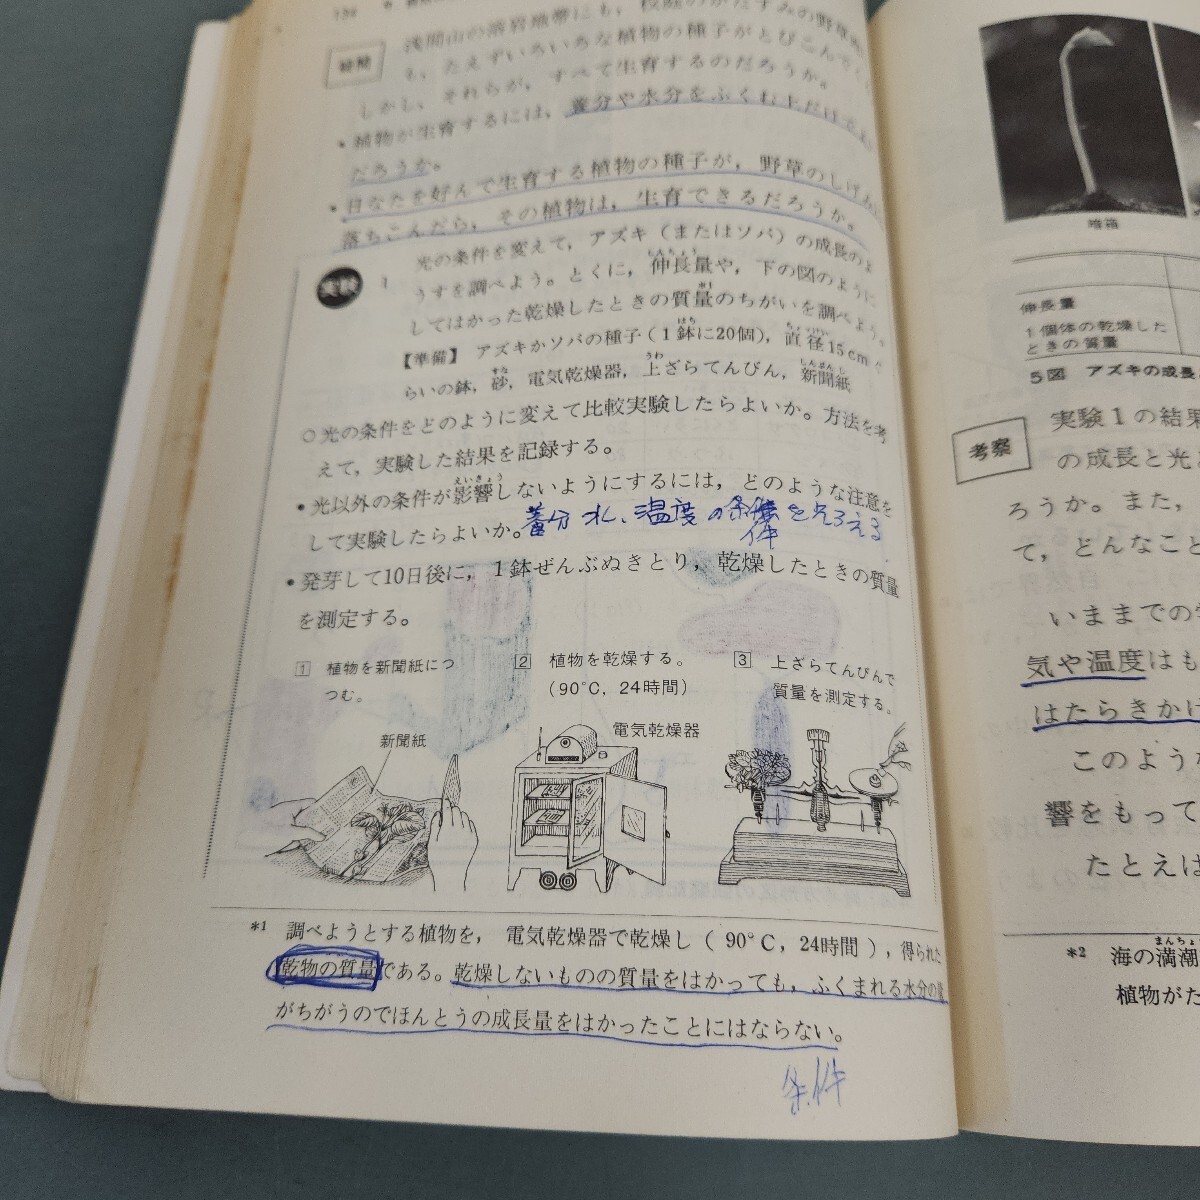 浅間山の溶岩地帯にも，校庭のかたすみの野草
も，たえずいろいろな植物の種子がとびこんで
しかし，それらが，すべて生育するのだろうか。
・植物が生育するには，養分や水分をふくむ土だけで
だろうか。
・日なたを好んで生育する植物の種子が，野草のしげみに
落ちこんだら，その植物は，生育できるだろうか。
実験 1 光の条件を変えて，アズキ（またはソバ）の成長のよ
うすを調べよう。とくに，伸長量や，下の図のように
してはかった乾燥したときの質量*1のちがいを調べよう。
【準備】 アズキかソバの種子（1鉢に20個），直径15cmぐ
らいの鉢，砂，電気乾燥器，上ざらてんびん，新聞紙
○光の条件をどのように変えて比較実験したらよいか。方法を考
えて，実験した結果を記録する。
・光以外の条件が影響しないようにするには，どのような注意を
して実験したらよいか。
・発芽して10日後に，1鉢ぜんぶぬきとり，乾燥したときの質量
を測定する。
1 植物を新聞紙につ
つむ。
新聞紙
2 植物を乾燥する。
（90°C，24時間）
電気乾燥器
3 上ざらてんびんで
質量を測定する。
*1 調べようとする植物を，電気乾燥器で乾燥し（90°C，24時間），得られた
乾物の質量である。乾燥しないものの質量をはかっても，ふくまれる水分の量
がちがうのでほんとうの成長量をはかったことにはならない。
条件
暗箱
伸長量
1個体の乾燥した
ときの質量
5図 アズキの成長
考察
実験1の結果
の成長と光
ろうか。また，
て，どんなこと
いままでの
気や温度はも
はたらきかけ
このような
響をもって
たとえば
*2 海の満潮
植物がた